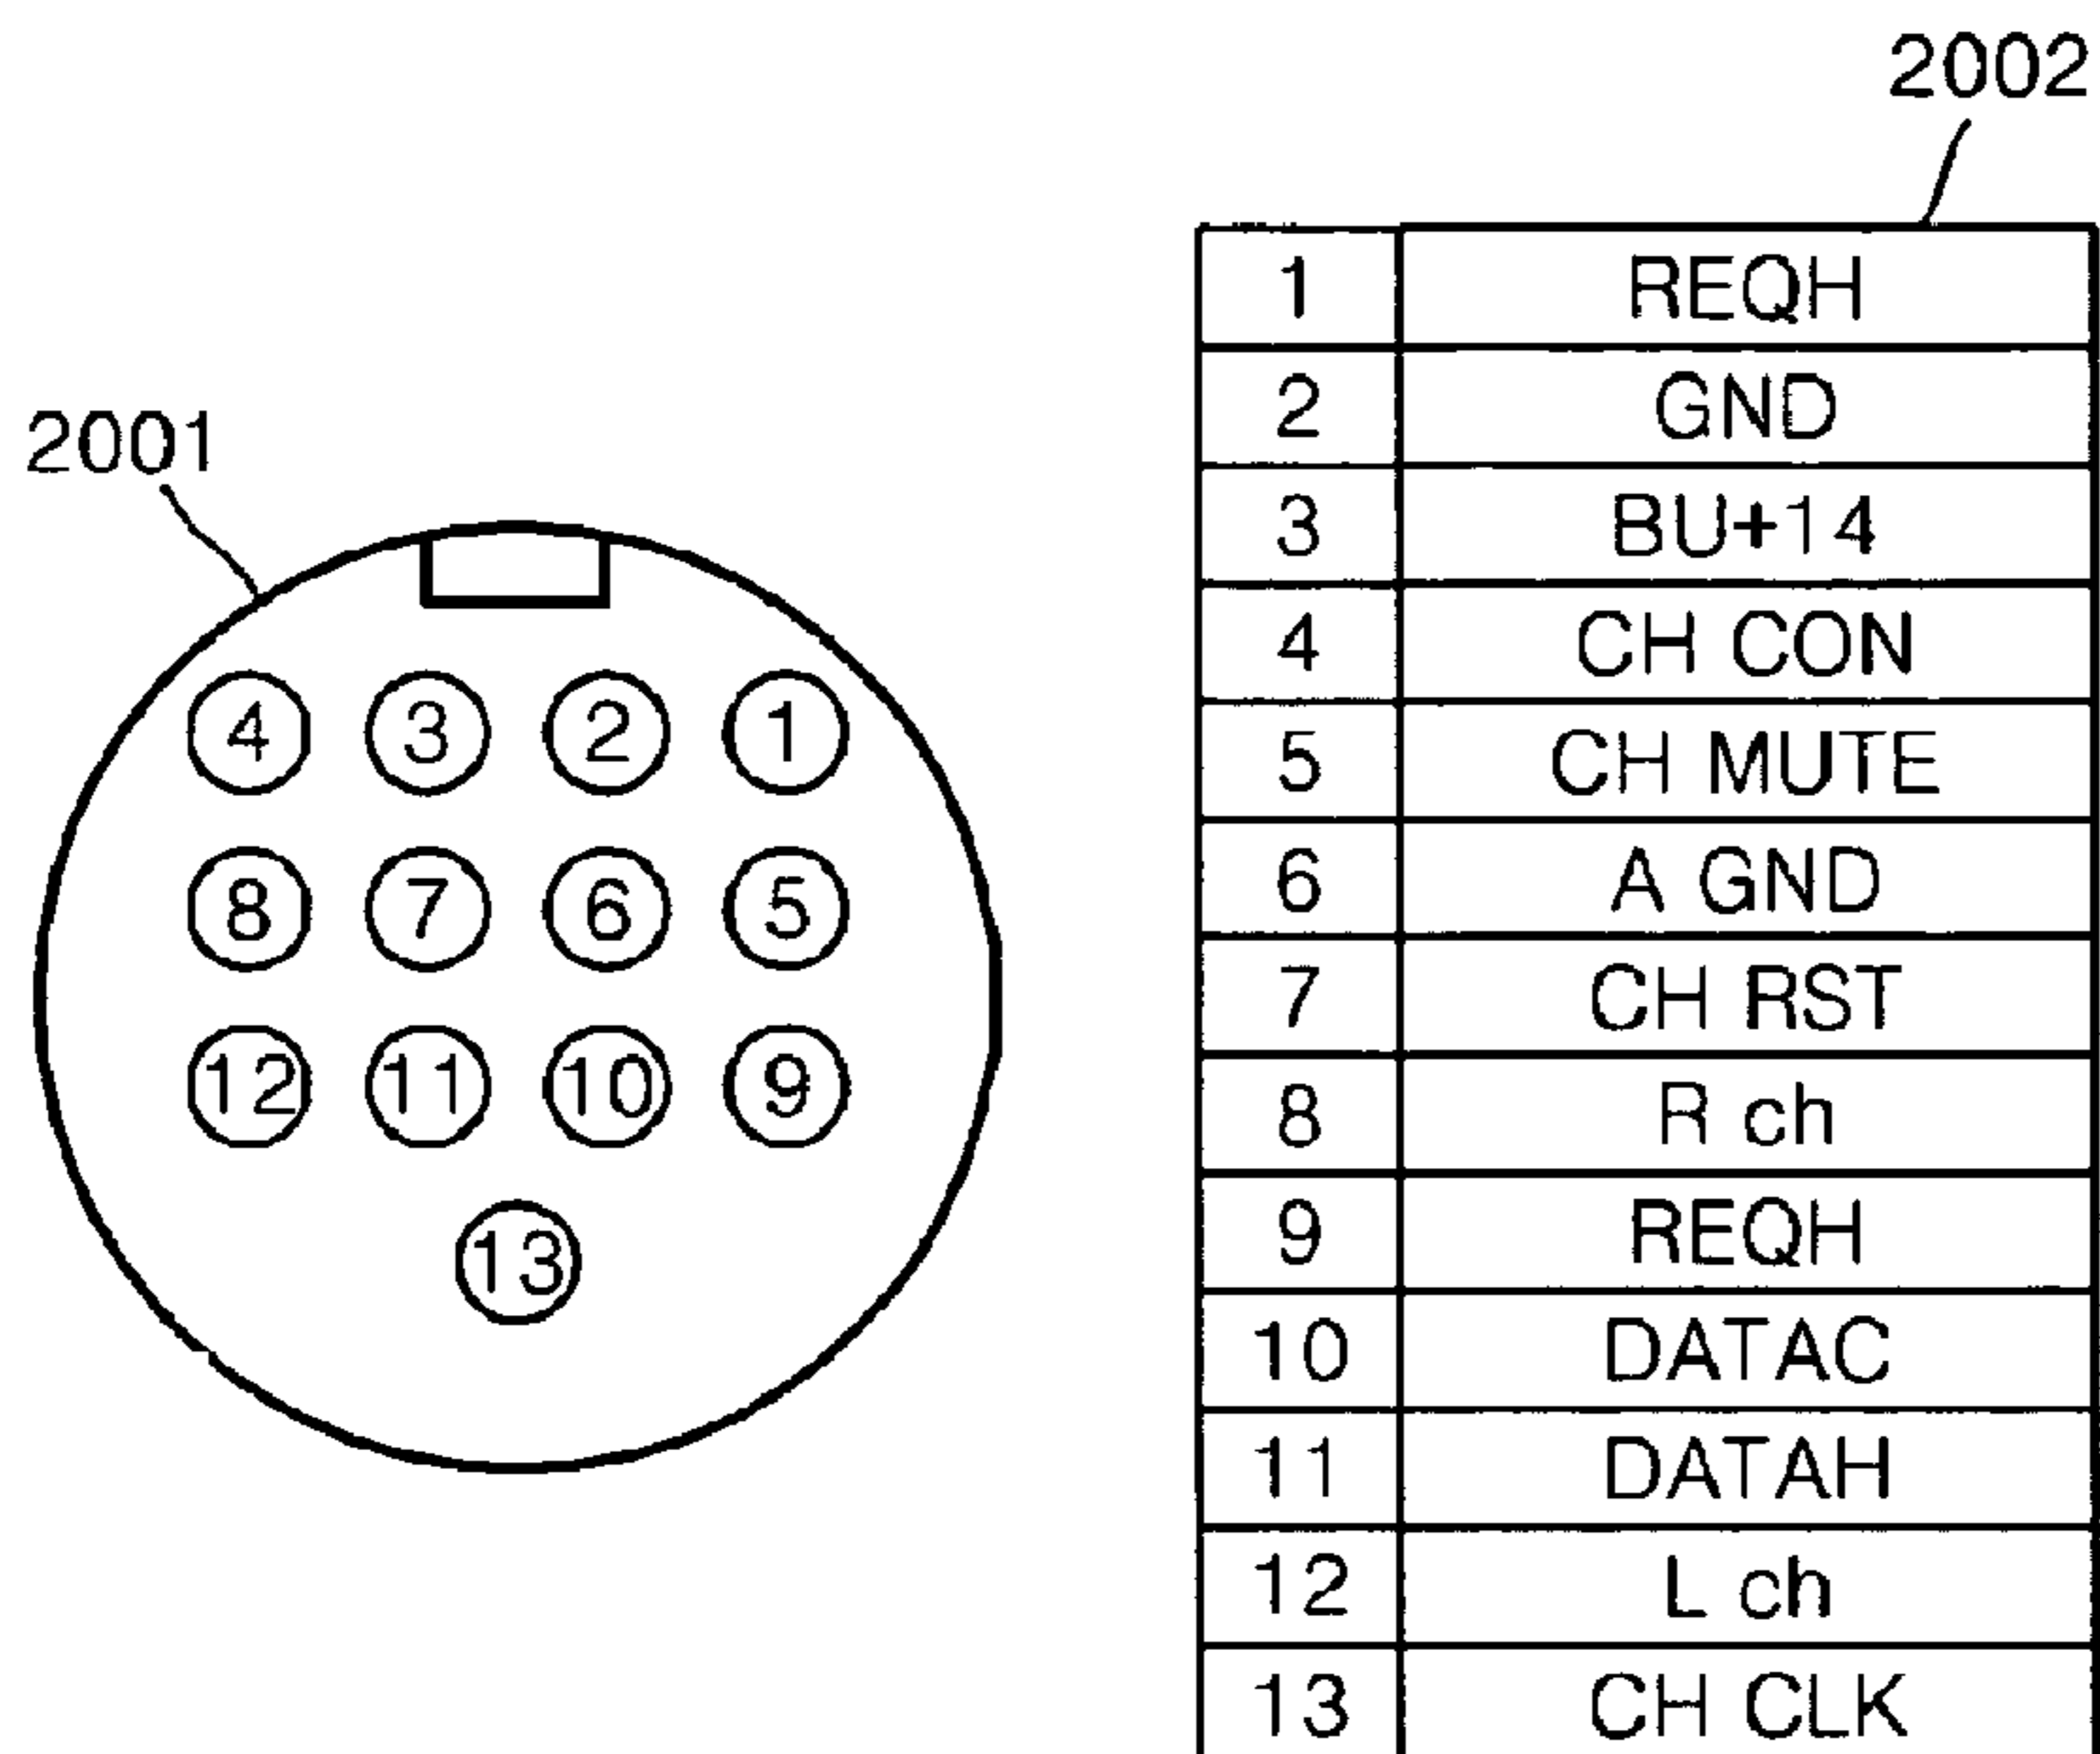 2001
4 3 2 1
8 7 6 5
12 11 10 9
13
2002
1 REQH
2 GND
3 BU+14
4 CH CON
5 CH MUTE
6 A GND
7 CH RST
8 R ch
9 REQH
10 DATAC
11 DATAH
12 L ch
13 CH CLK